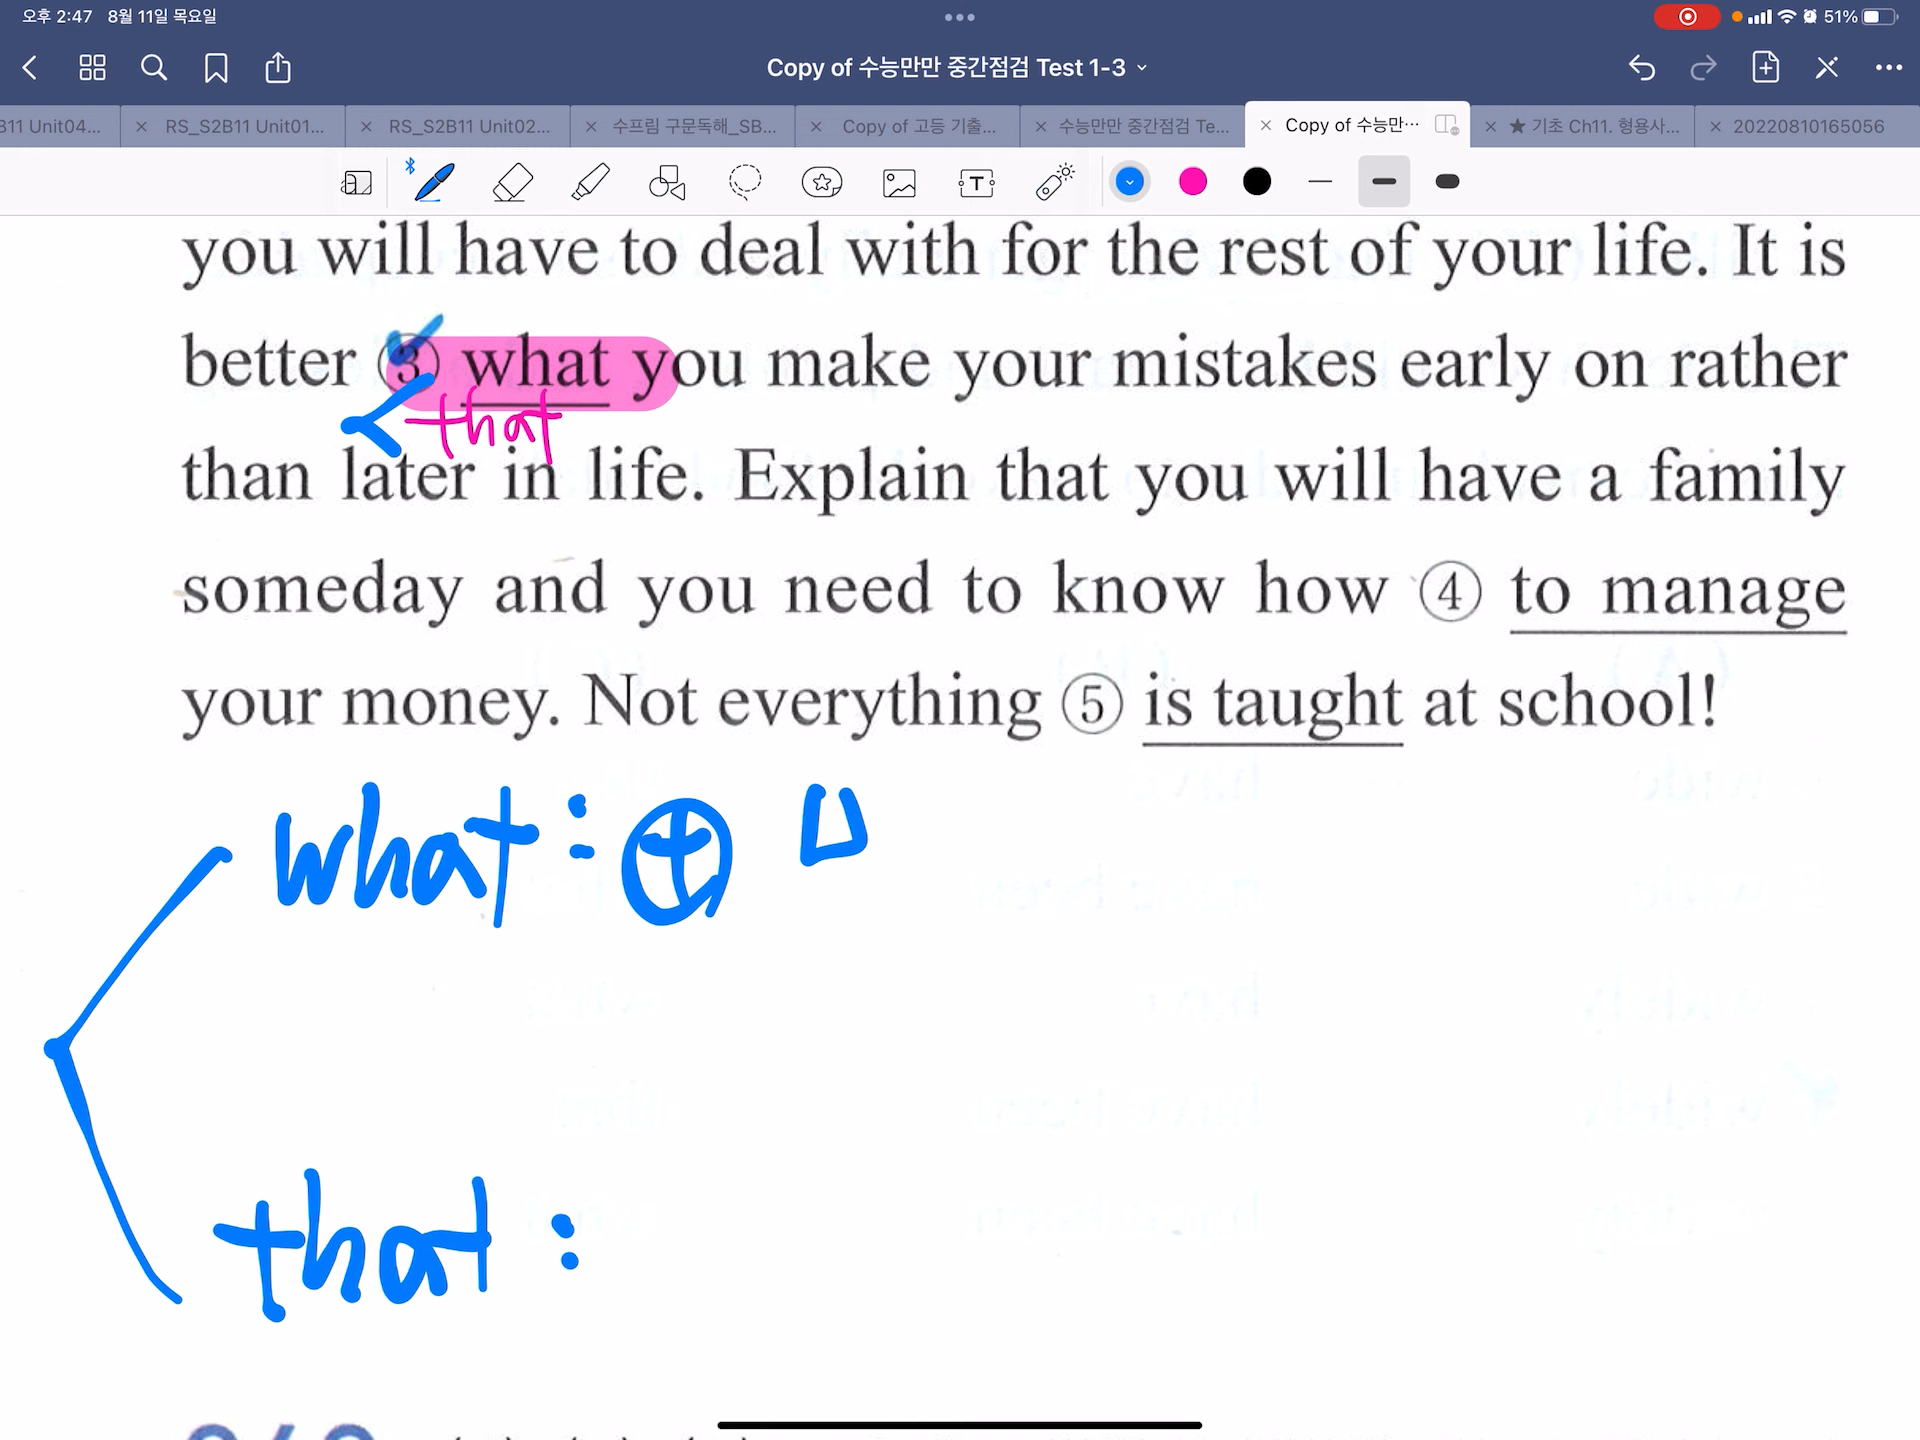 오후 2:47 8월 11일 목요일
51%
Copy of 수능만만 중간점검 Test 1-3
311 Unit04... × RS_S2B11 Unit01... × RS_S2B11 Unit02... × 수프림 구문독해_SB... × Copy of 고등 기출... × 수능만만 중간점검 Te... × Copy of 수능만... × ★ 기초 Ch11. 형용사... × 20220810165056
you will have to deal with for the rest of your life. It is
better ③ what you make your mistakes early on rather
that
than later in life. Explain that you will have a family
someday and you need to know how ④ to manage
your money. Not everything ⑤ is taught at school!
what : +
that :